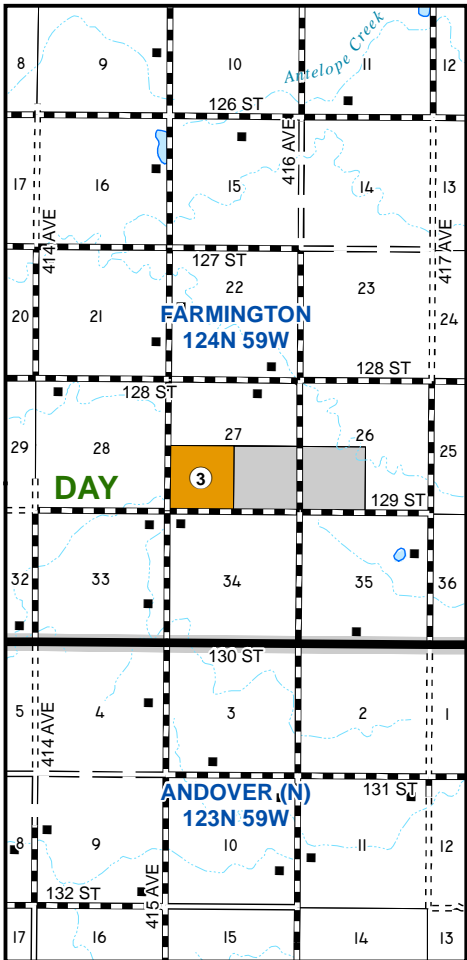 Antelope Creek
8 9 10 11 12
126 ST
416 AVE
17 16 15 14 13
414 AVE
417 AVE
127 ST
22 23
20 21 24
FARMINGTON
124N 59W
128 ST
128 ST
27 26
29 28 25
3
DAY
129 ST
32 33 34 35 36
130 ST
5 4 3 2 1
414 AVE
131 ST
ANDOVER (N)
123N 59W
8 9 10 11 12
415 AVE
132 ST
17 16 15 14 13